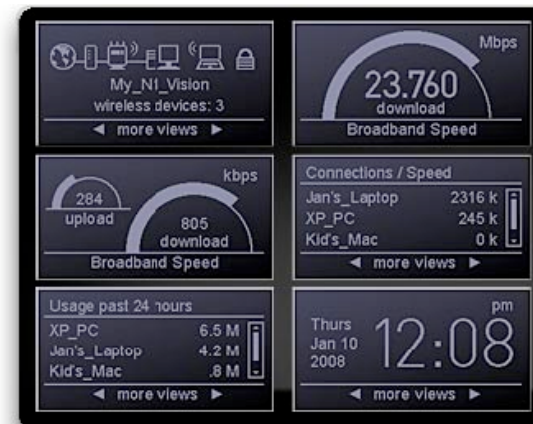 My_N1_Vision
wireless devices: 3
◄ more views ►
Mbps
23.760
download
Broadband Speed
kbps
284
upload
805
download
Broadband Speed
Connections / Speed
Jan's_Laptop 2316 k
XP_PC 245 k
Kid's_Mac 0 k
◄ more views ►
Usage past 24 hours
XP_PC 6.5 M
Jan's_Laptop 4.2 M
Kid's_Mac .8 M
◄ more views ►
pm
Thurs
Jan 10
2008
12:08
◄ more views ►